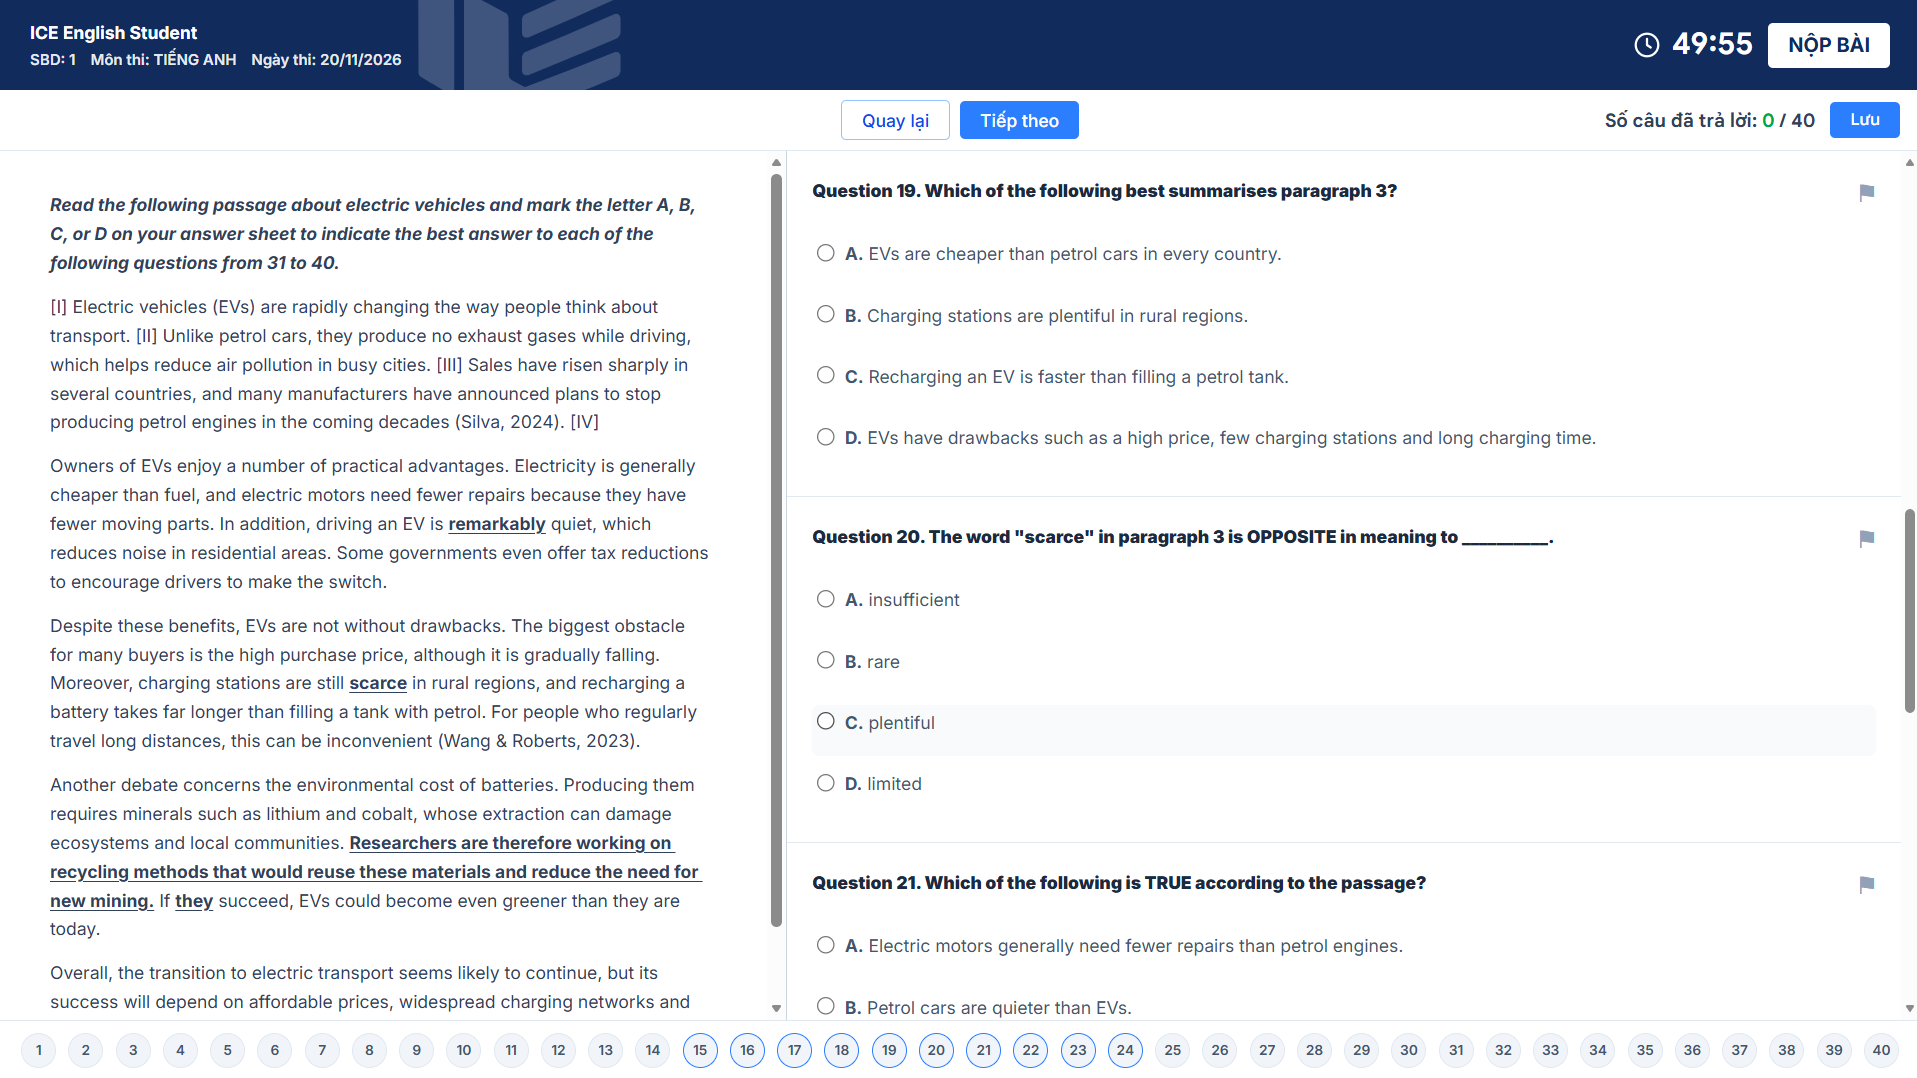 ICE English Student
SBD: 1 Môn thi: TIẾNG ANH Ngày thi: 20/11/2026
49:55
NỘP BÀI
Quay lại
Tiếp theo
Số câu đã trả lời: 0 / 40
Lưu
Read the following passage about electric vehicles and mark the letter A, B,
C, or D on your answer sheet to indicate the best answer to each of the
following questions from 31 to 40.
[I] Electric vehicles (EVs) are rapidly changing the way people think about
transport. [II] Unlike petrol cars, they produce no exhaust gases while driving,
which helps reduce air pollution in busy cities. [III] Sales have risen sharply in
several countries, and many manufacturers have announced plans to stop
producing petrol engines in the coming decades (Silva, 2024). [IV]
Owners of EVs enjoy a number of practical advantages. Electricity is generally
cheaper than fuel, and electric motors need fewer repairs because they have
fewer moving parts. In addition, driving an EV is remarkably quiet, which
reduces noise in residential areas. Some governments even offer tax reductions
to encourage drivers to make the switch.
Despite these benefits, EVs are not without drawbacks. The biggest obstacle
for many buyers is the high purchase price, although it is gradually falling.
Moreover, charging stations are still scarce in rural regions, and recharging a
battery takes far longer than filling a tank with petrol. For people who regularly
travel long distances, this can be inconvenient (Wang & Roberts, 2023).
Another debate concerns the environmental cost of batteries. Producing them
requires minerals such as lithium and cobalt, whose extraction can damage
ecosystems and local communities. Researchers are therefore working on
recycling methods that would reuse these materials and reduce the need for
new mining. If they succeed, EVs could become even greener than they are
today.
Overall, the transition to electric transport seems likely to continue, but its
success will depend on affordable prices, widespread charging networks and
Question 19. Which of the following best summarises paragraph 3?
A. EVs are cheaper than petrol cars in every country.
B. Charging stations are plentiful in rural regions.
C. Recharging an EV is faster than filling a petrol tank.
D. EVs have drawbacks such as a high price, few charging stations and long charging time.
Question 20. The word "scarce" in paragraph 3 is OPPOSITE in meaning to __________.
A. insufficient
B. rare
C. plentiful
D. limited
Question 21. Which of the following is TRUE according to the passage?
A. Electric motors generally need fewer repairs than petrol engines.
B. Petrol cars are quieter than EVs.
1 2 3 4 5 6 7 8 9 10 11 12 13 14 15 16 17 18 19 20 21 22 23 24 25 26 27 28 29 30 31 32 33 34 35 36 37 38 39 40